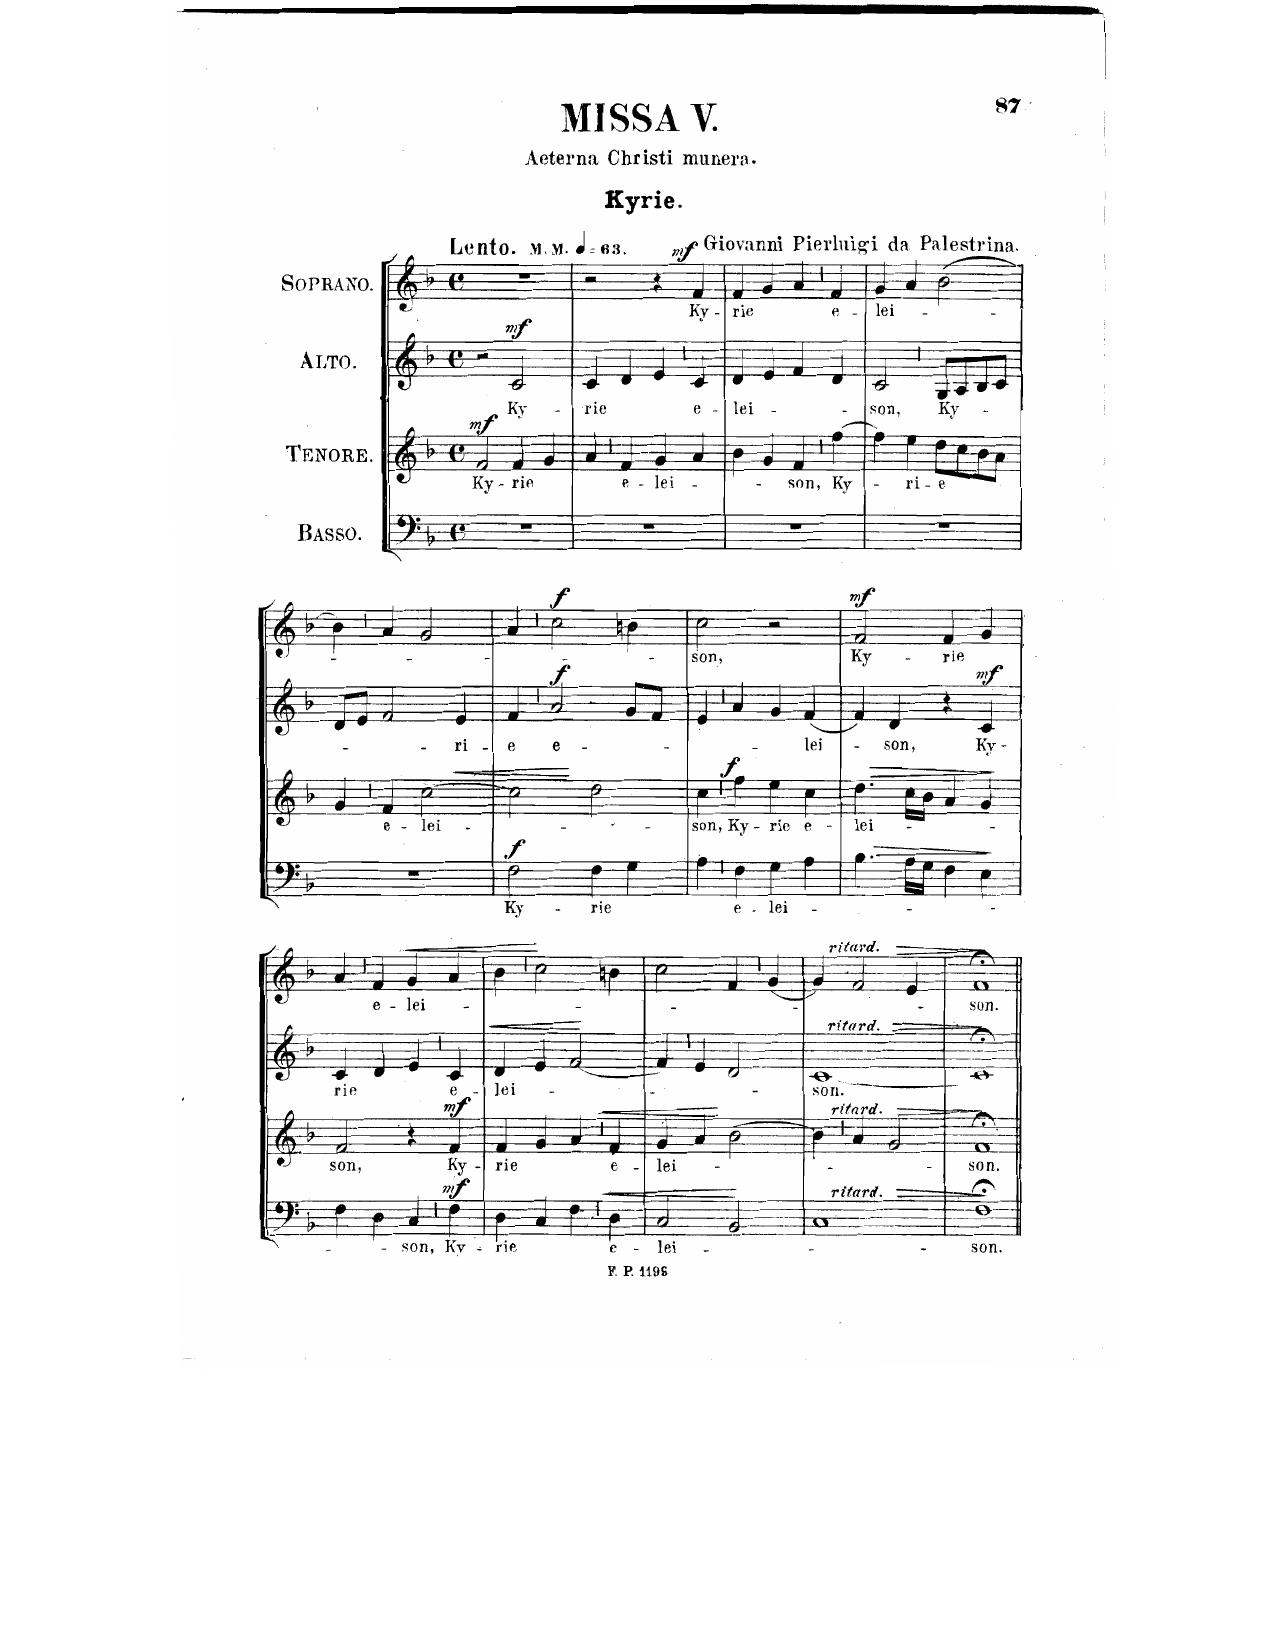 87
MISSA V.
Aeterna Christi munera.
Kyrie.
Lento. M. M. ♩= 63. mf Giovanni Pierluigi da Palestrina.
SOPRANO.
Ky - rie e - lei - -
mf
ALTO.
Ky - rie e - lei - - son, Ky -
mf
TENORE.
Ky - rie e - lei - - son, Ky - ri - e
BASSO.
f mf
- - - - - son, Ky - rie
f mf
- - ri - e e - - - lei - son, Ky -
f
e - lei - - - son, Ky - rie e - lei - -
f
Ky - rie e - lei - - -
ritard.
e - lei - - - - - son.
ritard.
rie e - lei - - - son.
mf ritard.
son, Ky - rie e - lei - - - son.
mf ritard.
- - son, Ky - rie e - lei - - - son.
F. P. 1198